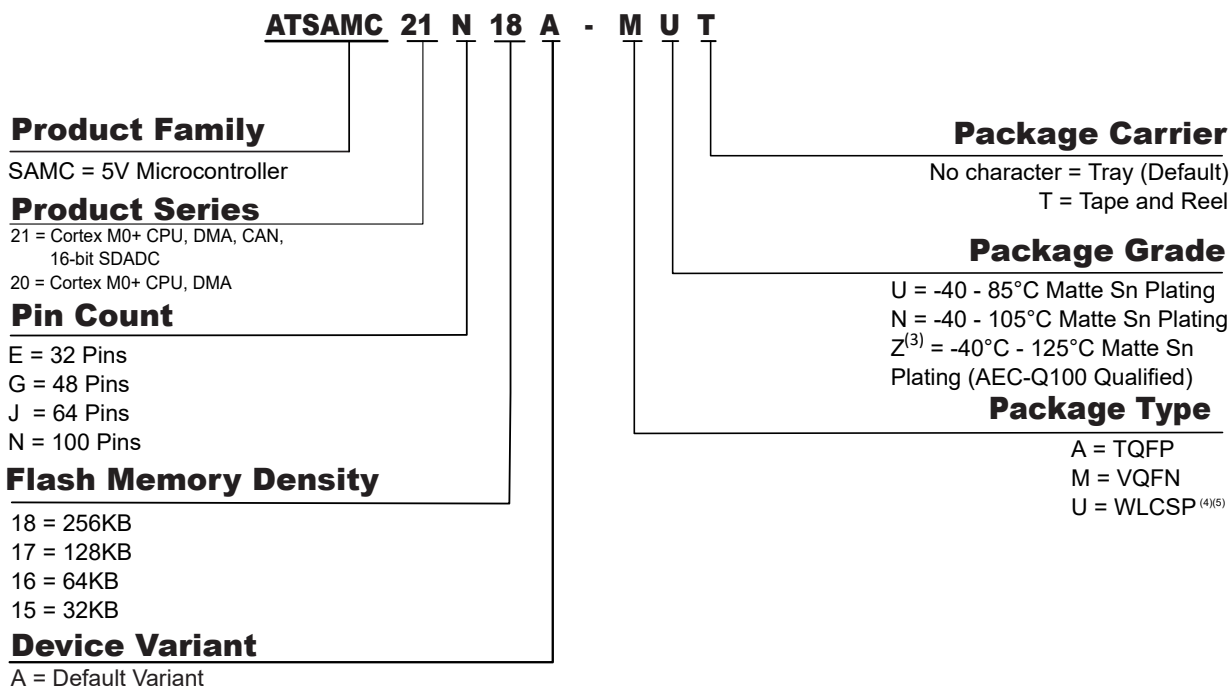 ATSAMC 21 N 18 A - M U T
Product Family
SAMC = 5V Microcontroller
Product Series
21 = Cortex M0+ CPU, DMA, CAN,
16-bit SDADC
20 = Cortex M0+ CPU, DMA
Pin Count
E = 32 Pins
G = 48 Pins
J = 64 Pins
N = 100 Pins
Flash Memory Density
18 = 256KB
17 = 128KB
16 = 64KB
15 = 32KB
Device Variant
A = Default Variant
Package Carrier
No character = Tray (Default)
T = Tape and Reel
Package Grade
U = -40 - 85°C Matte Sn Plating
N = -40 - 105°C Matte Sn Plating
Z(3) = -40°C - 125°C Matte Sn
Plating (AEC-Q100 Qualified)
Package Type
A = TQFP
M = VQFN
U = WLCSP (4)(5)